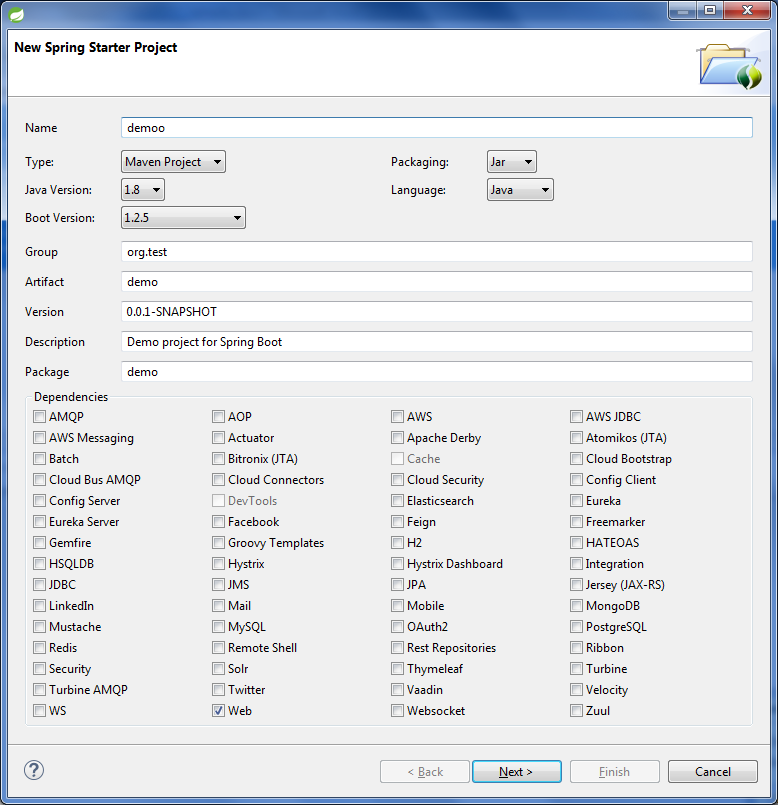 New Spring Starter Project
Name demoo
Type: Maven Project Packaging: Jar
Java Version: 1.8 Language: Java
Boot Version: 1.2.5
Group org.test
Artifact demo
Version 0.0.1-SNAPSHOT
Description Demo project for Spring Boot
Package demo
Dependencies
AMQP AOP AWS AWS JDBC
AWS Messaging Actuator Apache Derby Atomikos (JTA)
Batch Bitronix (JTA) Cache Cloud Bootstrap
Cloud Bus AMQP Cloud Connectors Cloud Security Config Client
Config Server DevTools Elasticsearch Eureka
Eureka Server Facebook Feign Freemarker
Gemfire Groovy Templates H2 HATEOAS
HSQLDB Hystrix Hystrix Dashboard Integration
JDBC JMS JPA Jersey (JAX-RS)
LinkedIn Mail Mobile MongoDB
Mustache MySQL OAuth2 PostgreSQL
Redis Remote Shell Rest Repositories Ribbon
Security Solr Thymeleaf Turbine
Turbine AMQP Twitter Vaadin Velocity
WS Web Websocket Zuul
? < Back Next > Finish Cancel